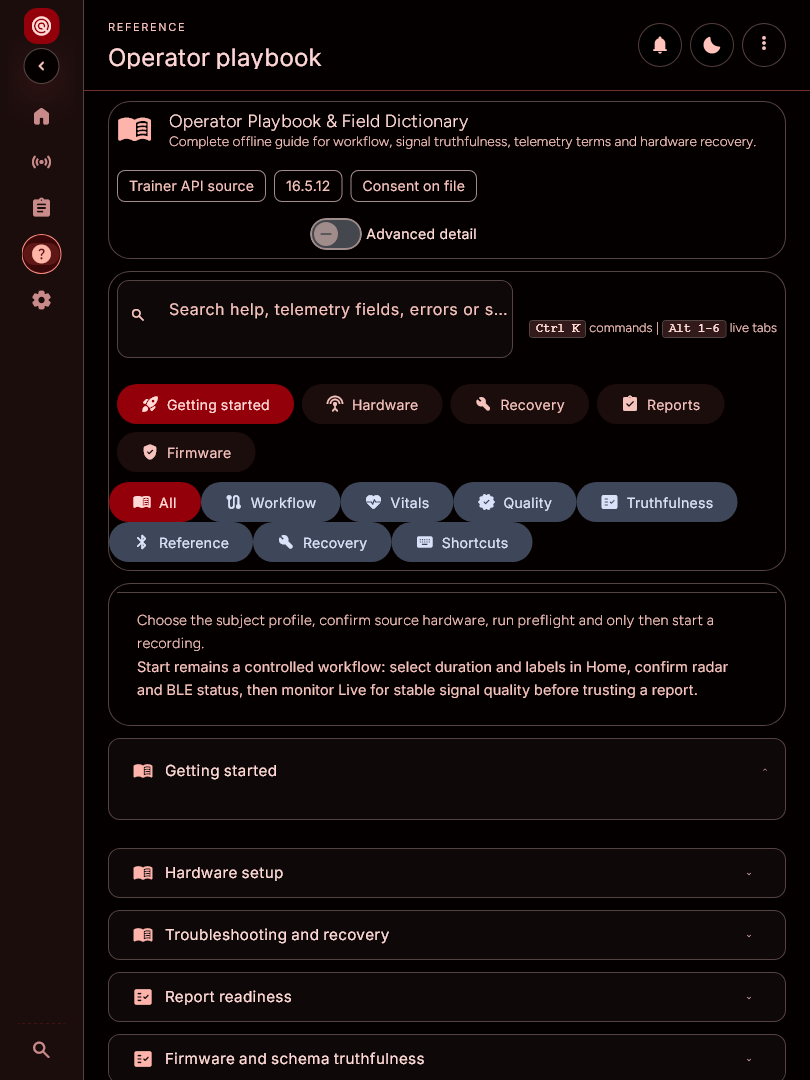 REFERENCE
Operator playbook
Operator Playbook & Field Dictionary
Complete offline guide for workflow, signal truthfulness, telemetry terms and hardware recovery.
Trainer API source
16.5.12
Consent on file
Advanced detail
Search help, telemetry fields, errors or s...
Ctrl K commands | Alt 1–6 live tabs
Getting started
Hardware
Recovery
Reports
Firmware
All
Workflow
Vitals
Quality
Truthfulness
Reference
Recovery
Shortcuts
Choose the subject profile, confirm source hardware, run preflight and only then start a
recording.
Start remains a controlled workflow: select duration and labels in Home, confirm radar
and BLE status, then monitor Live for stable signal quality before trusting a report.
Getting started
Hardware setup
Troubleshooting and recovery
Report readiness
Firmware and schema truthfulness